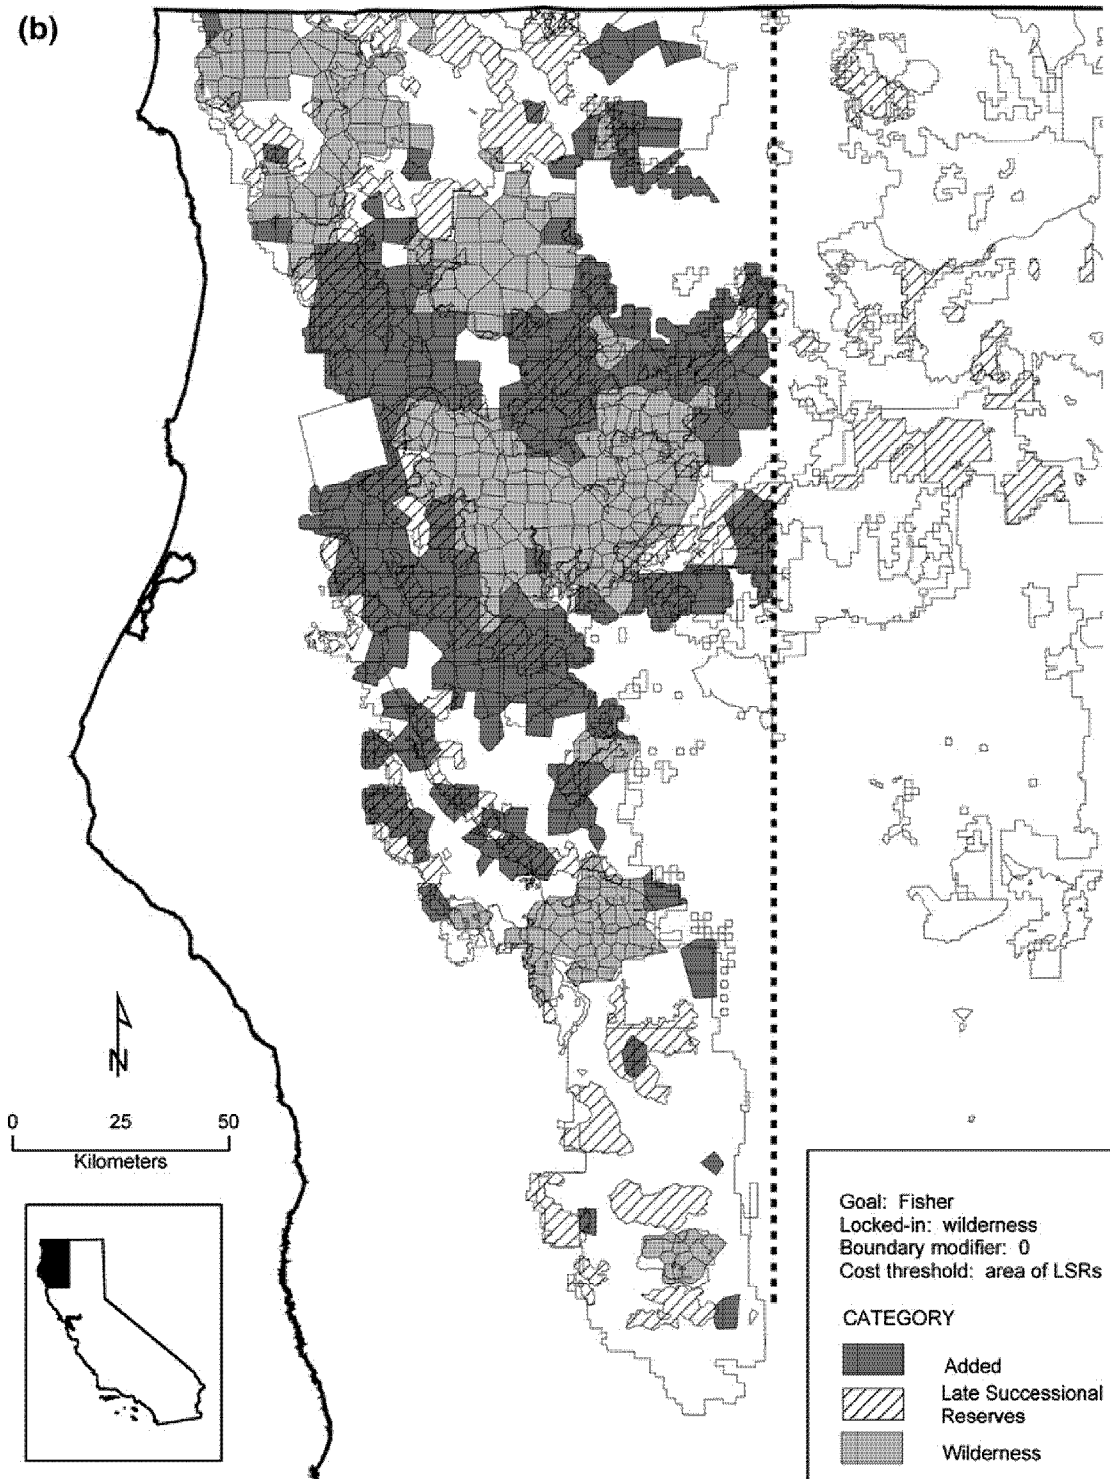 (b)
N
0 25 50
Kilometers
Goal: Fisher
Locked-in: wilderness
Boundary modifier: 0
Cost threshold: area of LSRs
CATEGORY
Added
Late Successional
Reserves
Wilderness